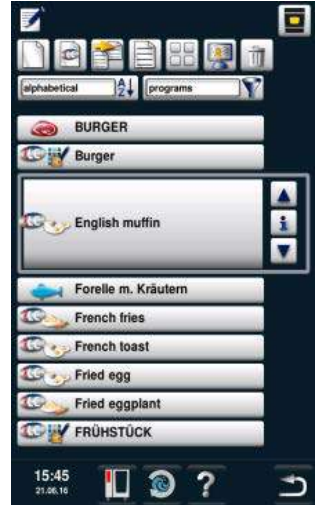 alphabetical
A
Z
programs
BURGER
Burger
English muffin
i
Forelle m. Kräutern
French fries
French toast
Fried egg
Fried eggplant
FRÜHSTÜCK
15:45
21.06.16
?